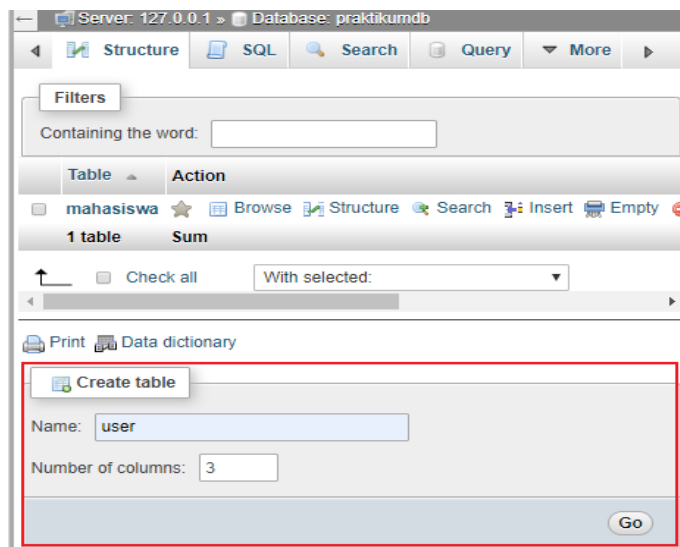 Server: 127.0.0.1 » Database: praktikumdb
Structure SQL Search Query More
Filters
Containing the word:
Table Action
mahasiswa Browse Structure Search Insert Empty
1 table Sum
Check all With selected:
Print Data dictionary
Create table
Name: user
Number of columns: 3
Go